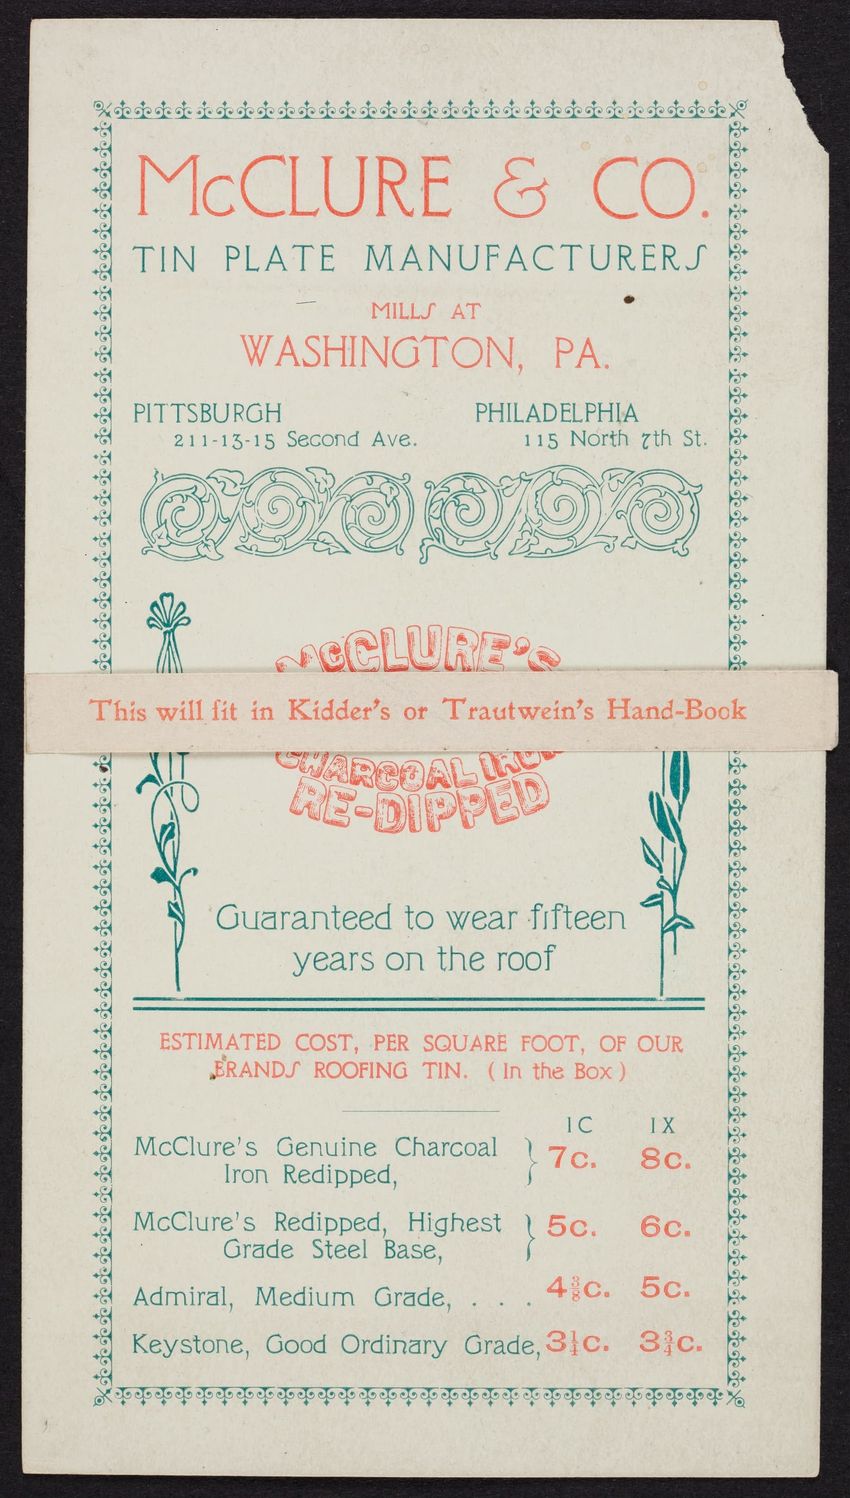 McCLURE & CO.
TIN PLATE MANUFACTURERS
MILLS AT
WASHINGTON, PA.
PITTSBURGH PHILADELPHIA
211-13-15 Second Ave. 115 North 7th St.
McCLURE'S
This will fit in Kidder's or Trautwein's Hand-Book
CHARCOAL IRON
RE-DIPPED
Guaranteed to wear fifteen
years on the roof
ESTIMATED COST, PER SQUARE FOOT, OF OUR
BRANDS ROOFING TIN. (In the Box)
IC IX
McClure's Genuine Charcoal
Iron Redipped, } 7c. 8c.
McClure's Redipped, Highest
Grade Steel Base, } 5c. 6c.
Admiral, Medium Grade, . . . 4⅜c. 5c.
Keystone, Good Ordinary Grade, 3¼c. 3¾c.